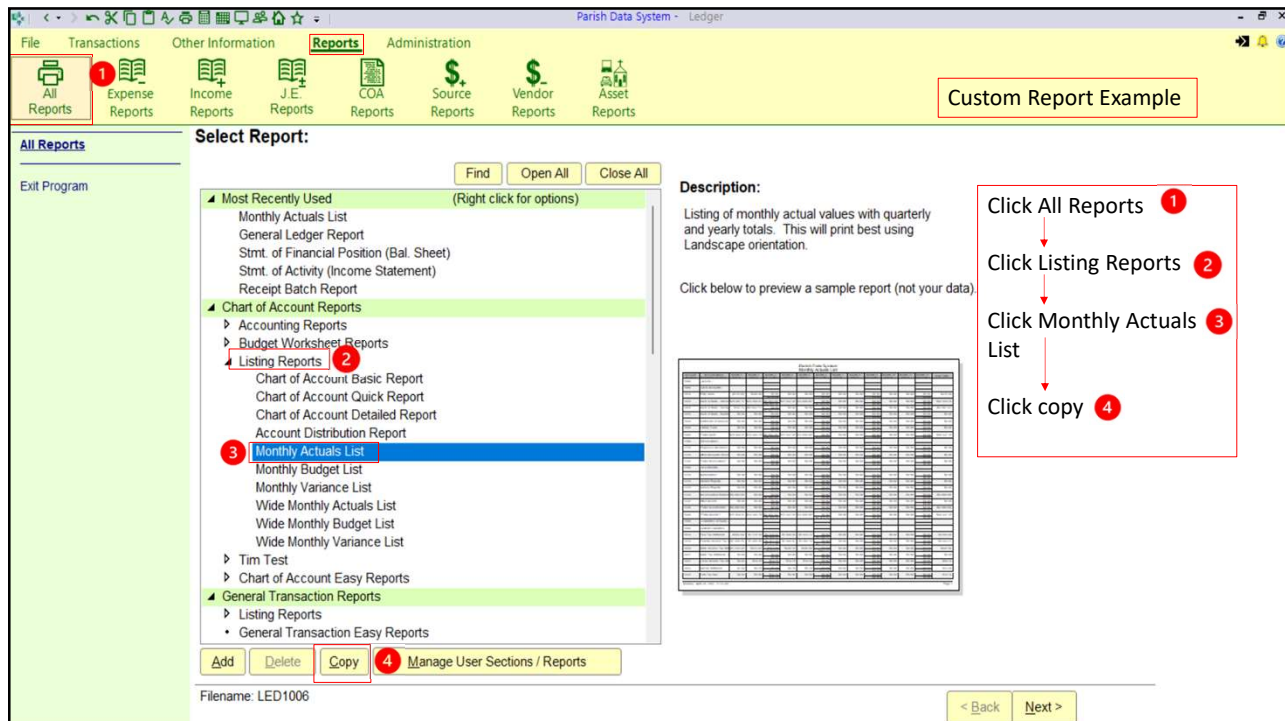 Parish Data System - Ledger
File Transactions Other Information Reports Administration
1
All Reports
Expense Reports
Income Reports
J.E. Reports
COA Reports
Source Reports
Vendor Reports
Asset Reports
Custom Report Example
All Reports
Exit Program
Select Report:
Find Open All Close All
Most Recently Used (Right click for options)
Monthly Actuals List
General Ledger Report
Stmt. of Financial Position (Bal. Sheet)
Stmt. of Activity (Income Statement)
Receipt Batch Report
Chart of Account Reports
Accounting Reports
Budget Worksheet Reports
Listing Reports 2
Chart of Account Basic Report
Chart of Account Quick Report
Chart of Account Detailed Report
Account Distribution Report
3 Monthly Actuals List
Monthly Budget List
Monthly Variance List
Wide Monthly Actuals List
Wide Monthly Budget List
Wide Monthly Variance List
Tim Test
Chart of Account Easy Reports
General Transaction Reports
Listing Reports
General Transaction Easy Reports
Add Delete Copy 4 Manage User Sections / Reports
Filename: LED1006
Description:
Listing of monthly actual values with quarterly
and yearly totals. This will print best using
Landscape orientation.
Click below to preview a sample report (not your data).
Click All Reports 1
Click Listing Reports 2
Click Monthly Actuals 3
List
Click copy 4
< Back Next >